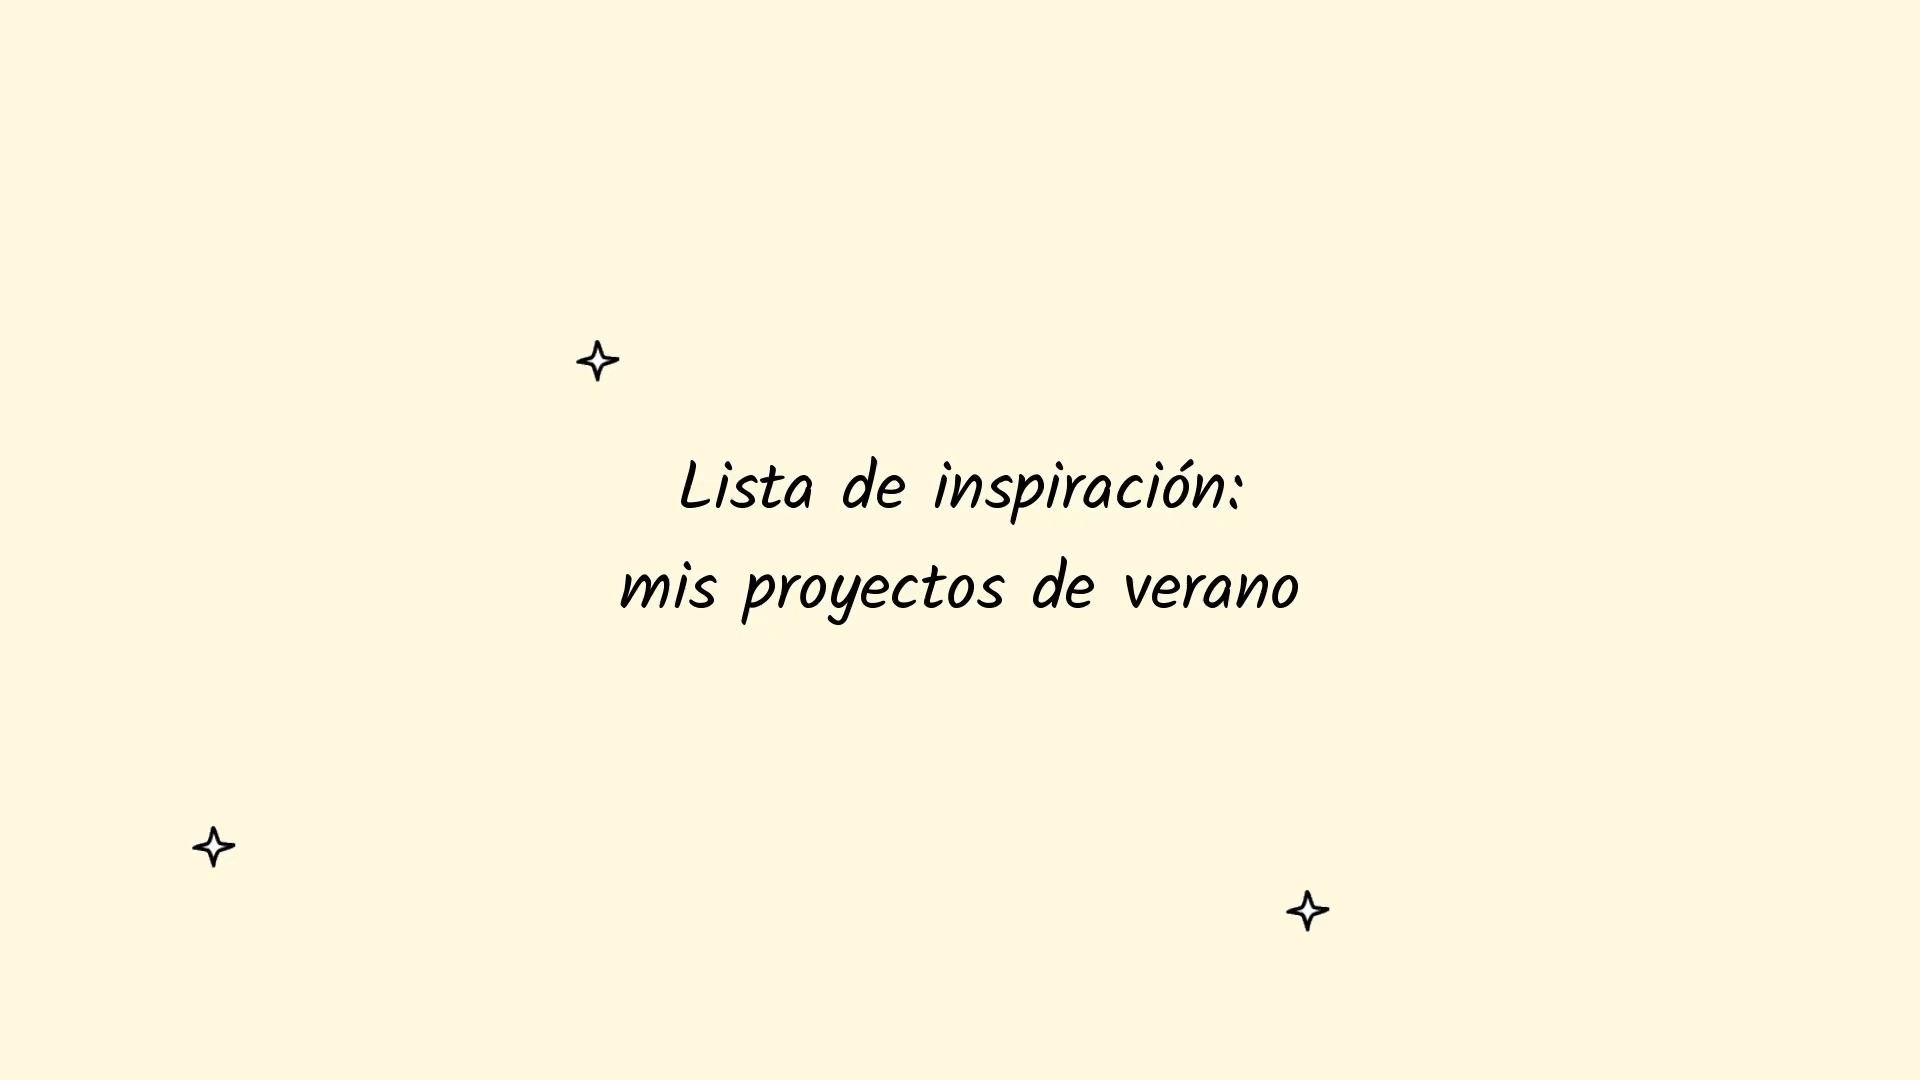 Lista de inspiración:
mis proyectos de verano